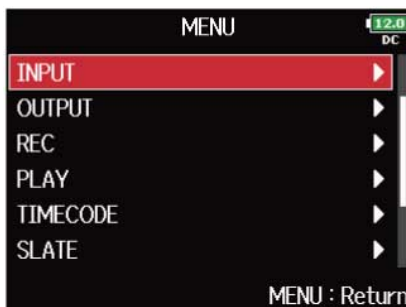 MENU
12.0
DC
INPUT
OUTPUT
REC
PLAY
TIMECODE
SLATE
MENU : Return